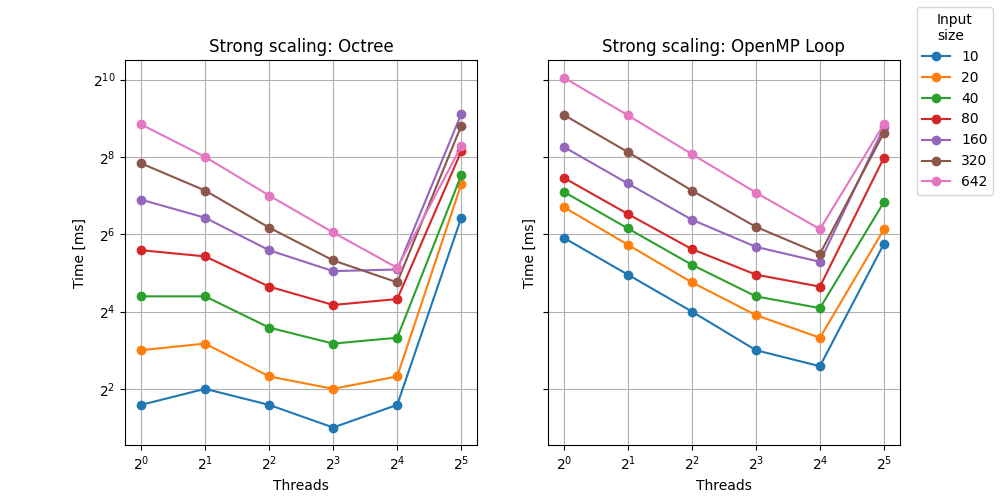 Strong scaling: Octree
Time [ms]
2^10
2^8
2^6
2^4
2^2
2^0 2^1 2^2 2^3 2^4 2^5
Threads
Strong scaling: OpenMP Loop
Time [ms]
2^0 2^1 2^2 2^3 2^4 2^5
Threads
Input
size
10
20
40
80
160
320
642